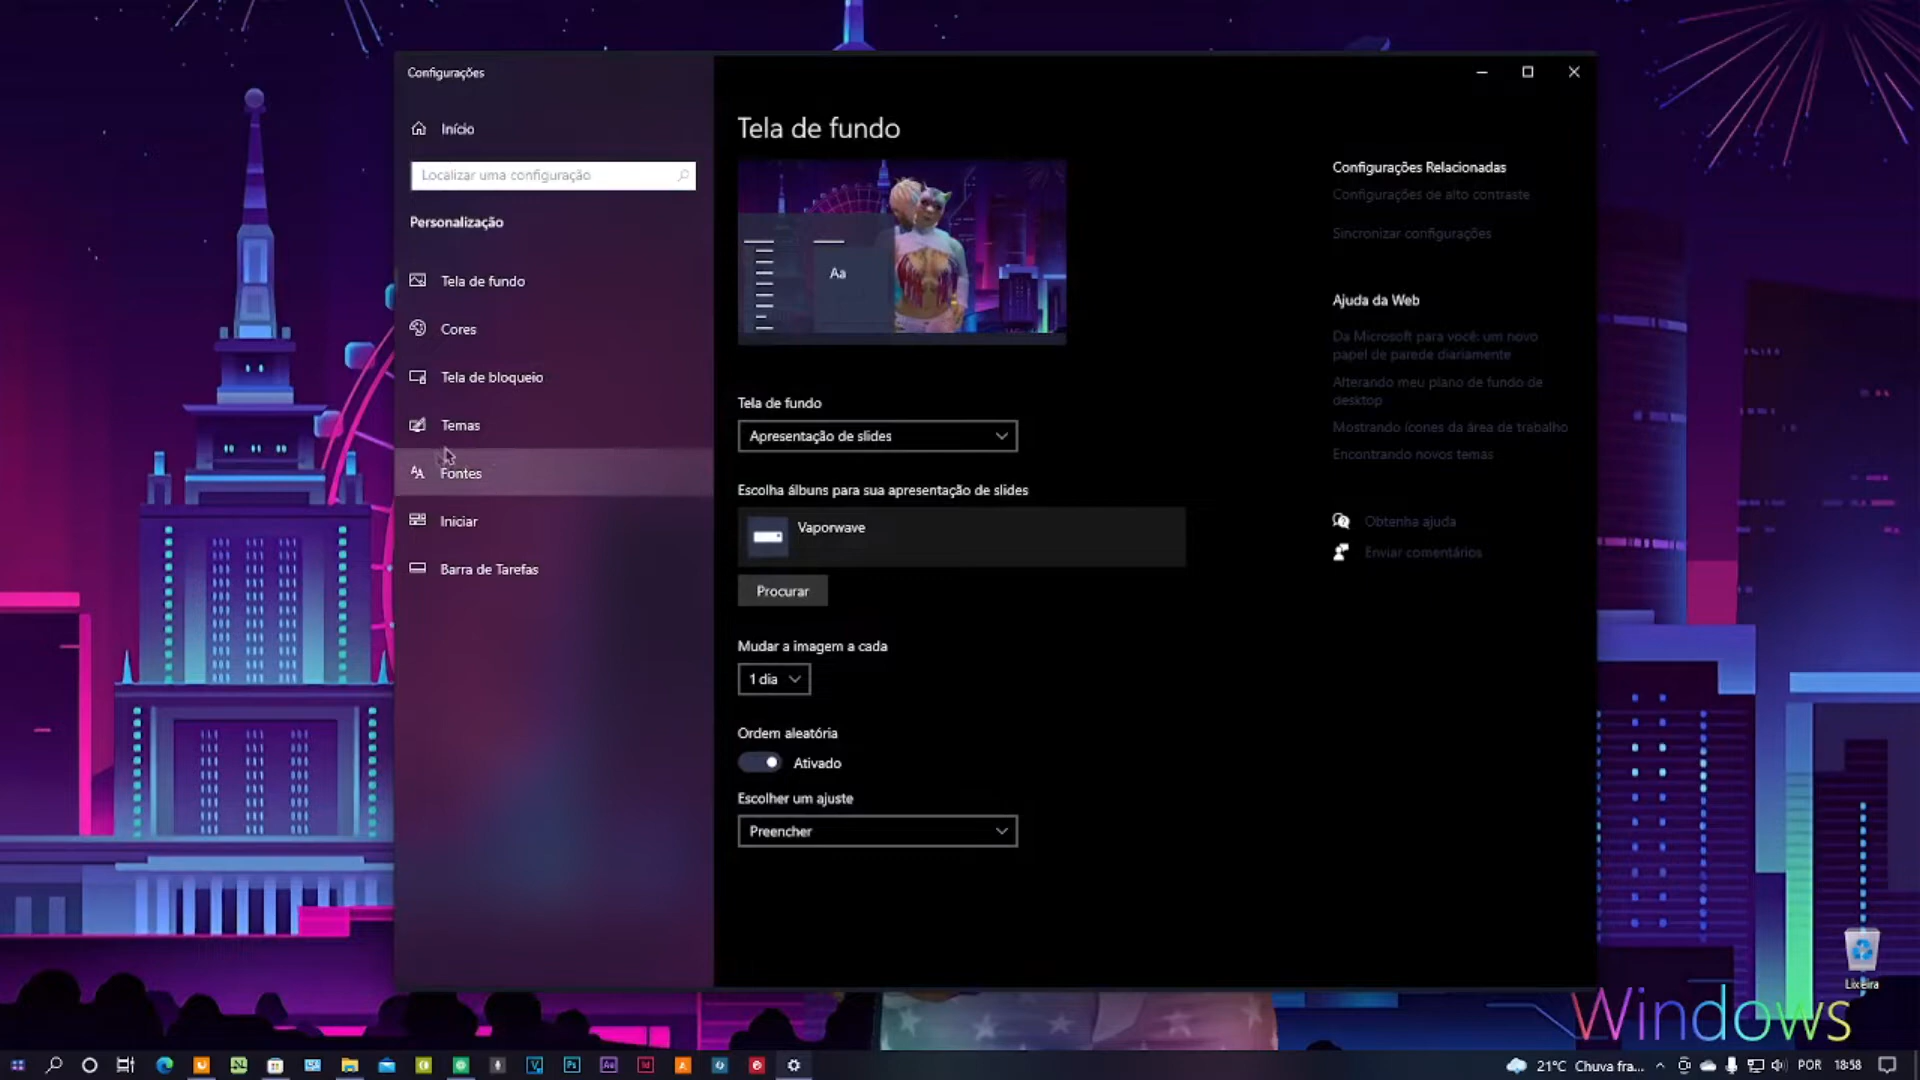 Configurações
Início
Localizar uma configuração
Personalização
Tela de fundo
Cores
Tela de bloqueio
Temas
Fontes
Iniciar
Barra de Tarefas
Tela de fundo
Aa
Tela de fundo
Apresentação de slides
Escolha álbuns para sua apresentação de slides
Vaporwave
Procurar
Mudar a imagem a cada
1 dia
Ordem aleatória
Ativado
Escolher um ajuste
Preencher
Configurações Relacionadas
Configurações de alto contraste
Sincronizar configurações
Ajuda da Web
Da Microsoft para você: um novo
papel de parede diariamente
Alterando meu plano de fundo de
desktop
Mostrando ícones da área de trabalho
Encontrando novos temas
Obtenha ajuda
Enviar comentários
Lixeira
Windows
Ps
Ae
Id
21°C Chuva fra...
POR
18:58